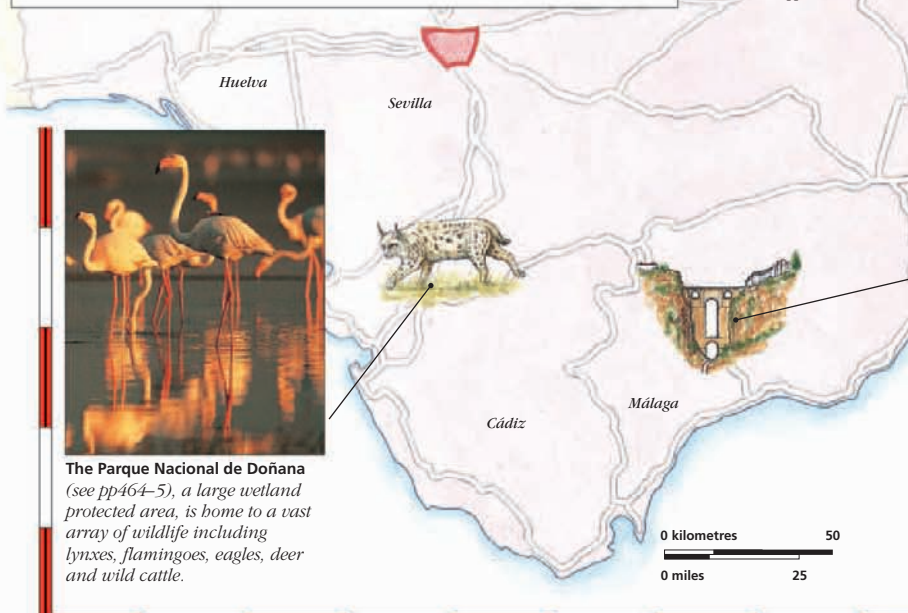 Huelva
Sevilla
Cádiz
Málaga
The Parque Nacional de Doñana
(see pp464–5), a large wetland
protected area, is home to a vast
array of wildlife including
lynxes, flamingoes, eagles, deer
and wild cattle.
0 kilometres 50
0 miles 25